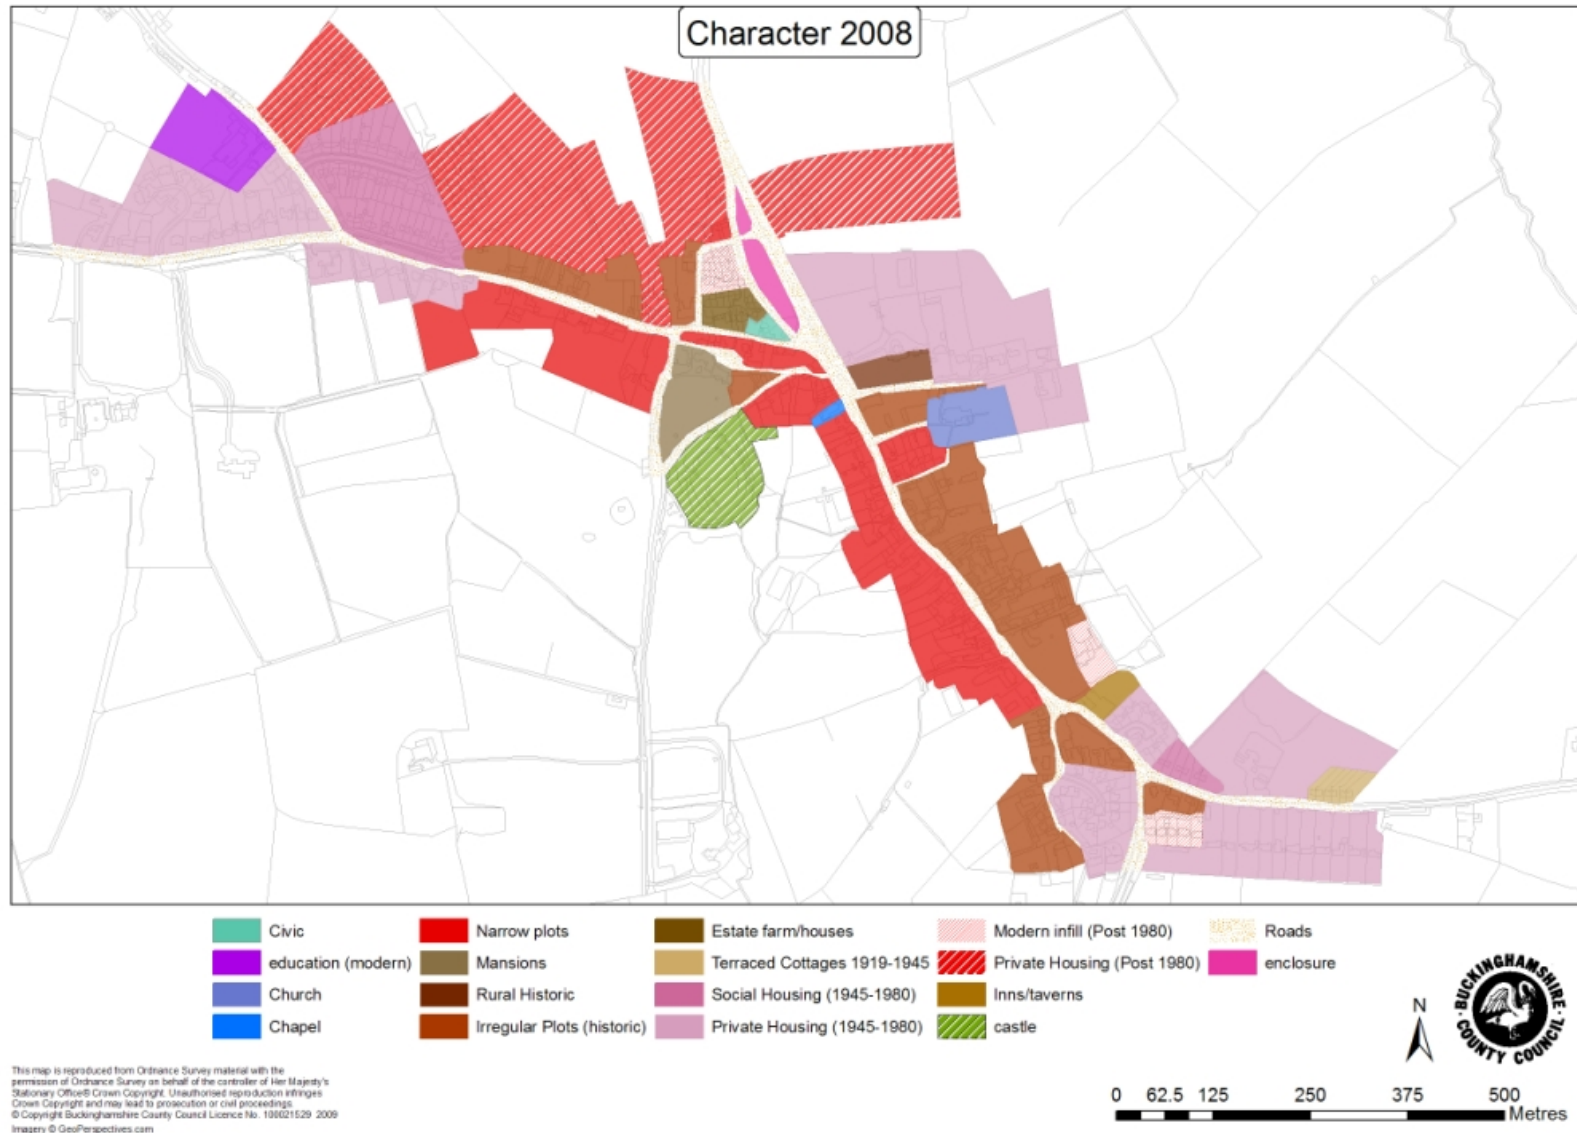 Character 2008
Civic
education (modern)
Church
Chapel
Narrow plots
Mansions
Rural Historic
Irregular Plots (historic)
Estate farm/houses
Terraced Cottages 1919-1945
Social Housing (1945-1980)
Private Housing (1945-1980)
Modern infill (Post 1980)
Private Housing (Post 1980)
Inns/taverns
castle
Roads
enclosure
N
BUCKINGHAMSHIRE
COUNTY COUNCIL
0 62.5 125 250 375 500
Metres
This map is reproduced from Ordnance Survey material with the
permission of Ordnance Survey on behalf of the controller of Her Majesty's
Stationary Office® Crown Copyright. Unauthorised reproduction infringes
Crown Copyright and may lead to prosecution or civil proceedings
© Copyright Buckinghamshire County Council Licence No. 100021529 2009
Imagery © GeoPerspectives.com